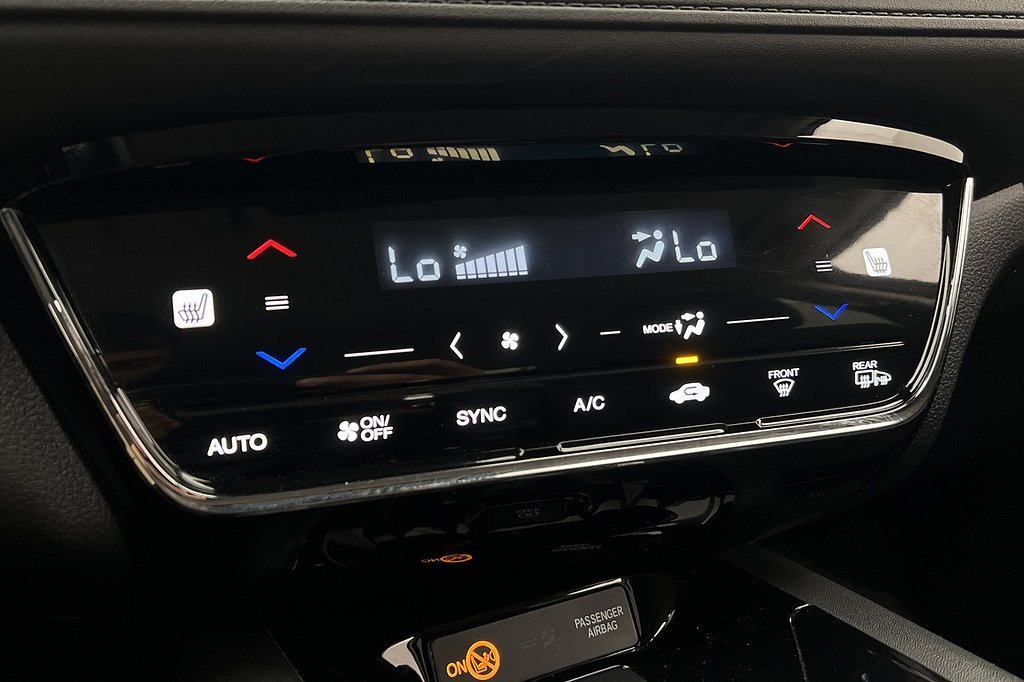 Lo Lo
MODE
FRONT
REAR
AUTO
ON/
OFF
SYNC
A/C
PASSENGER
AIRBAG
ON